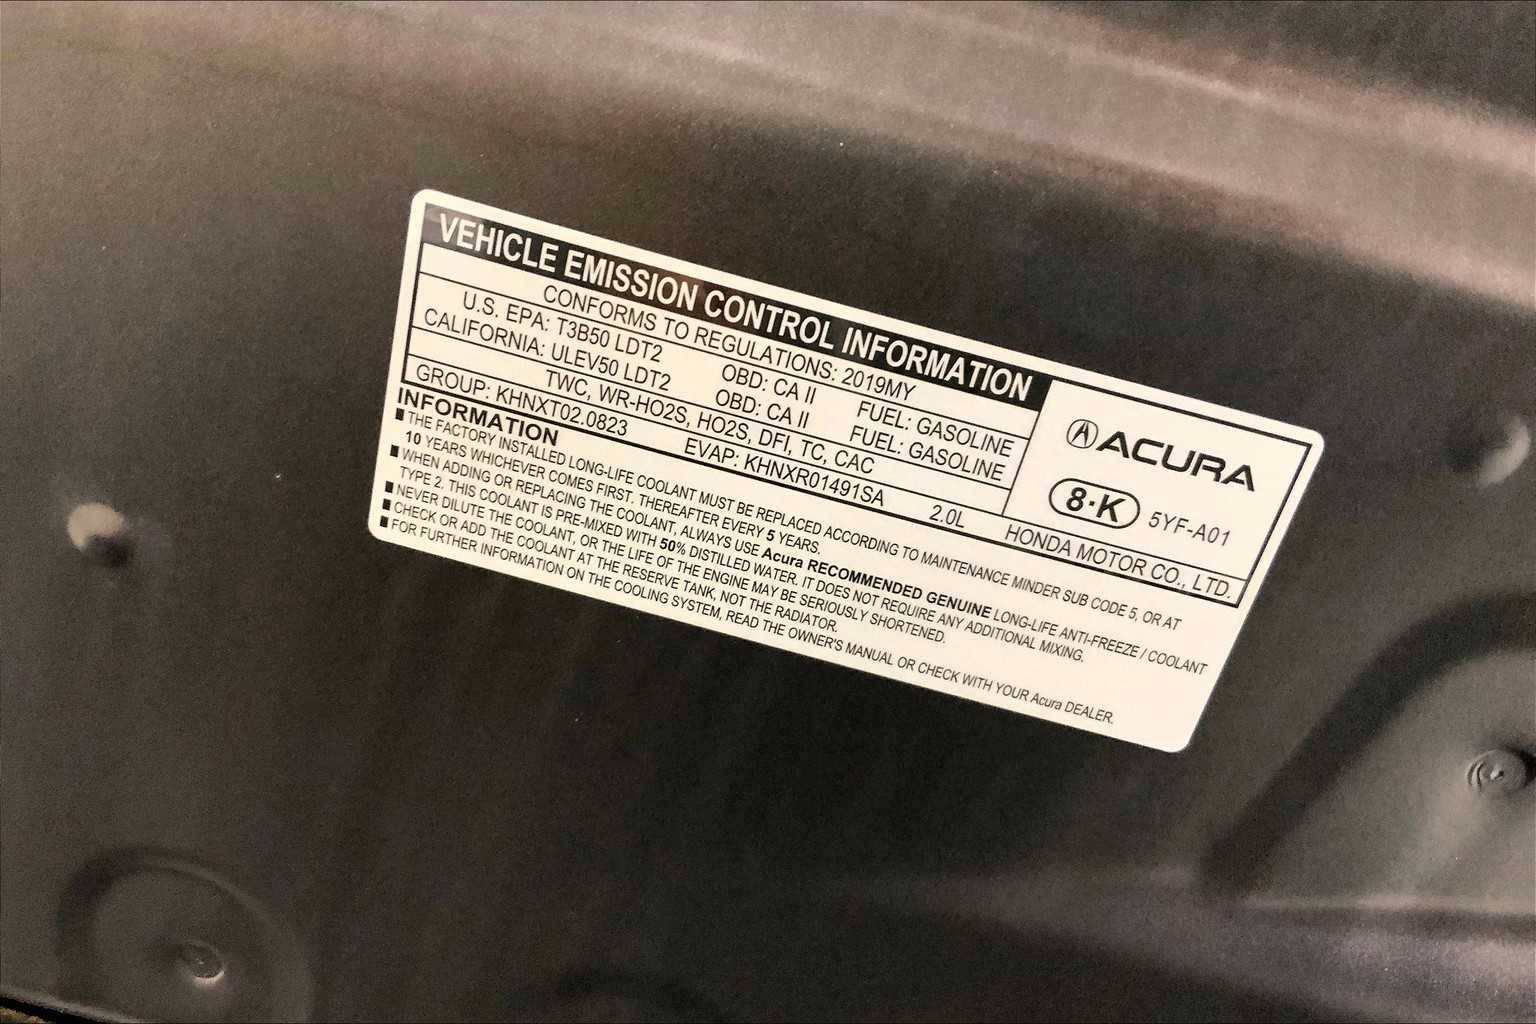 VEHICLE EMISSION CONTROL INFORMATION
CONFORMS TO REGULATIONS: 2019MY
U.S. EPA: T3B50 LDT2 OBD: CA II FUEL: GASOLINE
CALIFORNIA: ULEV50 LDT2 OBD: CA II FUEL: GASOLINE
TWC, WR-HO2S, HO2S, DFI, TC, CAC
GROUP: KHNXT02.0823 EVAP: KHNXR01491SA 2.0L HONDA MOTOR CO., LTD.
ACURA
8·K 5YF-A01
INFORMATION
■ THE FACTORY INSTALLED LONG-LIFE COOLANT MUST BE REPLACED ACCORDING TO MAINTENANCE MINDER SUB CODE 5, OR AT
10 YEARS WHICHEVER COMES FIRST. THEREAFTER EVERY 5 YEARS.
■ WHEN ADDING OR REPLACING THE COOLANT, ALWAYS USE Acura RECOMMENDED GENUINE LONG-LIFE ANTI-FREEZE / COOLANT
TYPE 2. THIS COOLANT IS PRE-MIXED WITH 50% DISTILLED WATER. IT DOES NOT REQUIRE ANY ADDITIONAL MIXING.
■ NEVER DILUTE THE COOLANT, OR THE LIFE OF THE ENGINE MAY BE SERIOUSLY SHORTENED.
■ CHECK OR ADD THE COOLANT AT THE RESERVE TANK, NOT THE RADIATOR.
■ FOR FURTHER INFORMATION ON THE COOLING SYSTEM, READ THE OWNER'S MANUAL OR CHECK WITH YOUR Acura DEALER.